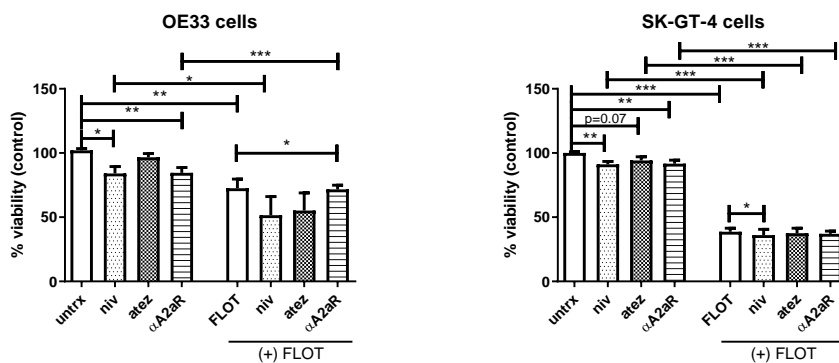 OE33 cells
***
*
**
**
*
*
150
100
50
0
% viability (control)
untrx
niv
atez
αA2aR
FLOT
niv
atez
αA2aR
(+) FLOT
SK-GT-4 cells
***
***
***
***
**
p=0.07
**
*
150
100
50
0
% viability (control)
untrx
niv
atez
αA2aR
FLOT
niv
atez
αA2aR
(+) FLOT